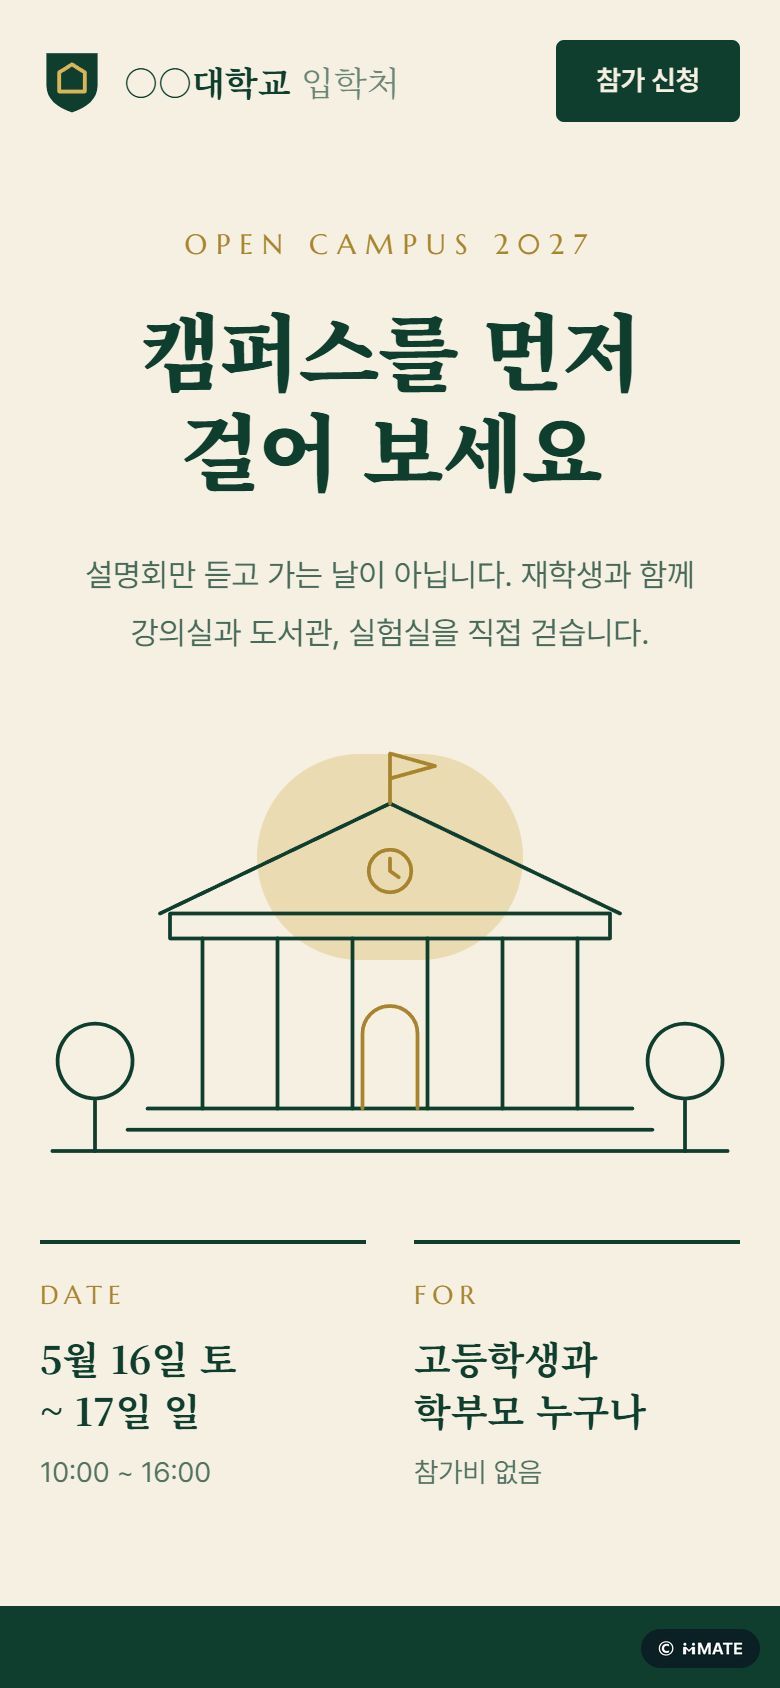 ○○대학교 입학처
참가 신청
OPEN CAMPUS 2027
캠퍼스를 먼저
걸어 보세요
설명회만 듣고 가는 날이 아닙니다. 재학생과 함께
강의실과 도서관, 실험실을 직접 걷습니다.
DATE
5월 16일 토
~ 17일 일
10:00 ~ 16:00
FOR
고등학생과
학부모 누구나
참가비 없음
© MMATE